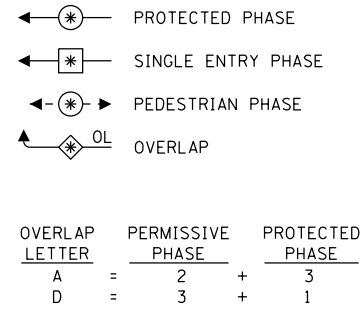 * PROTECTED PHASE
* SINGLE ENTRY PHASE
* PEDESTRIAN PHASE
* OL OVERLAP
OVERLAP PERMISSIVE PROTECTED
LETTER PHASE PHASE
A = 2 + 3
D = 3 + 1